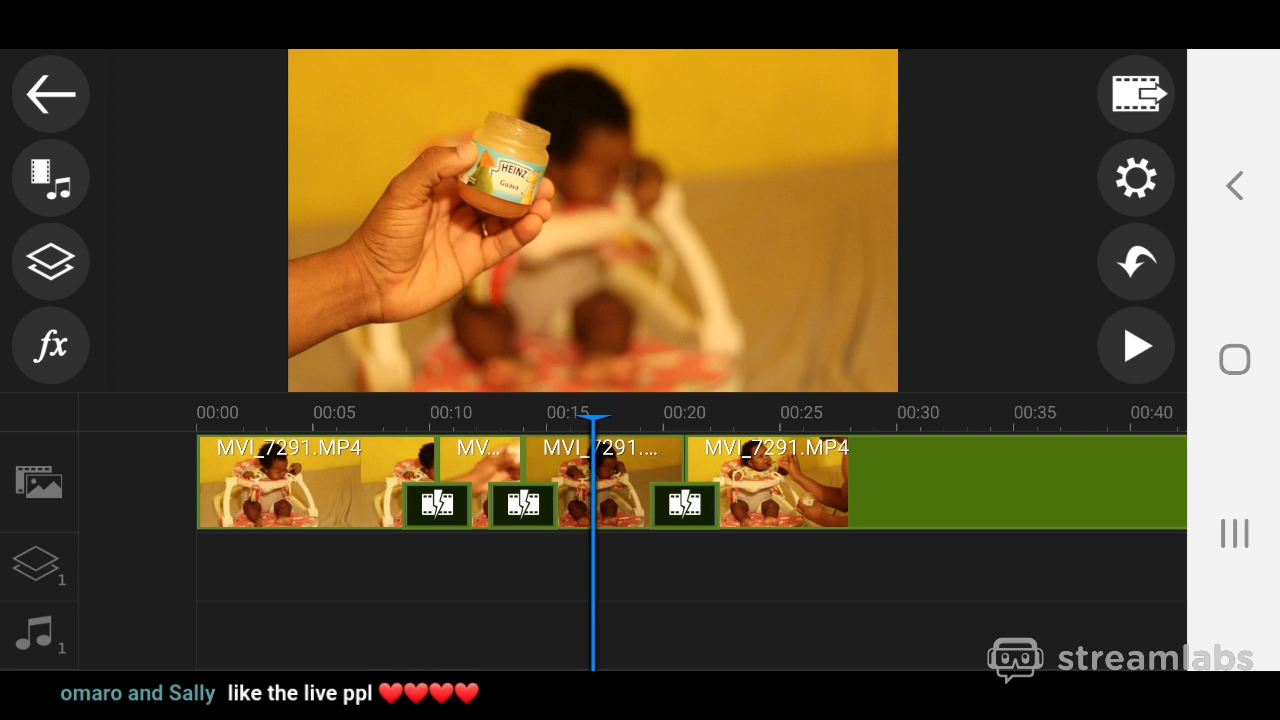 HEINZ
Guava
fx
00:00 00:05 00:10 00:15 00:20 00:25 00:30 00:35 00:40
MVI_7291.MP4 MV... MVI_7291.... MVI_7291.MP4
1
1
streamlabs
omaro and Sally like the live ppl ❤️❤️❤️❤️